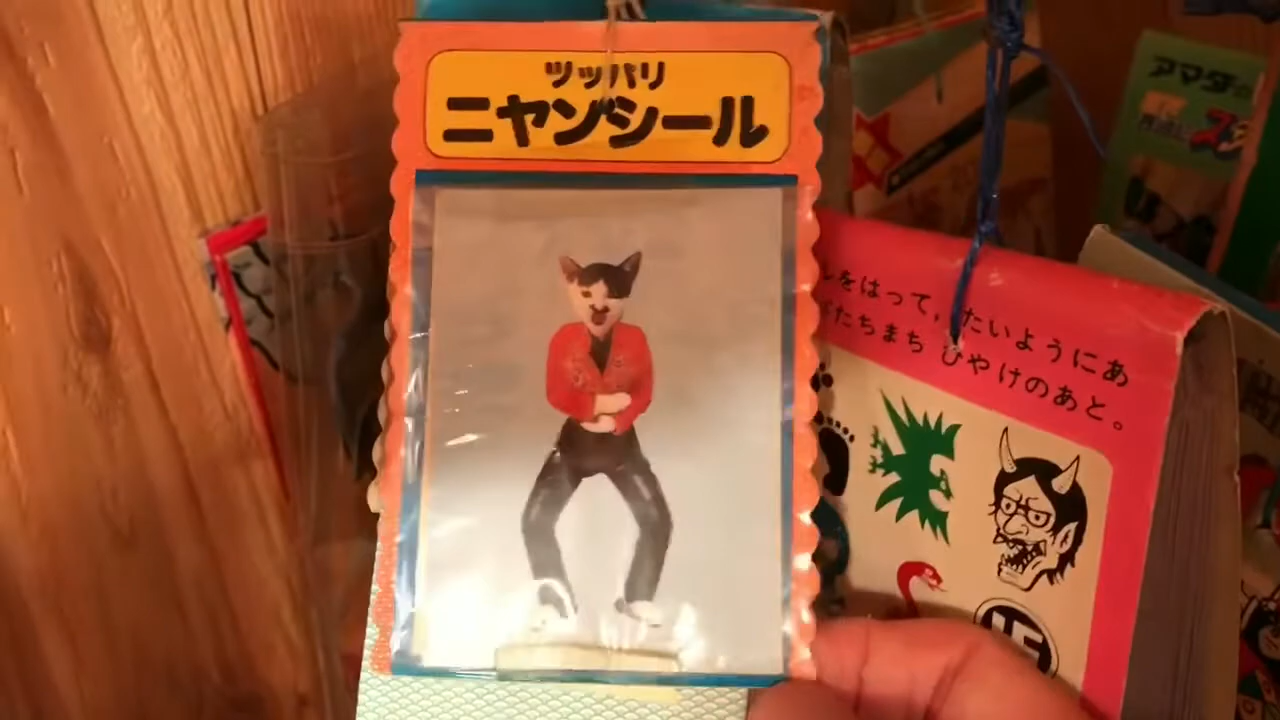 ツッパリ
ニャンシール
をはって,たいようにあ
たちまち ひやけのあと。
アマダ